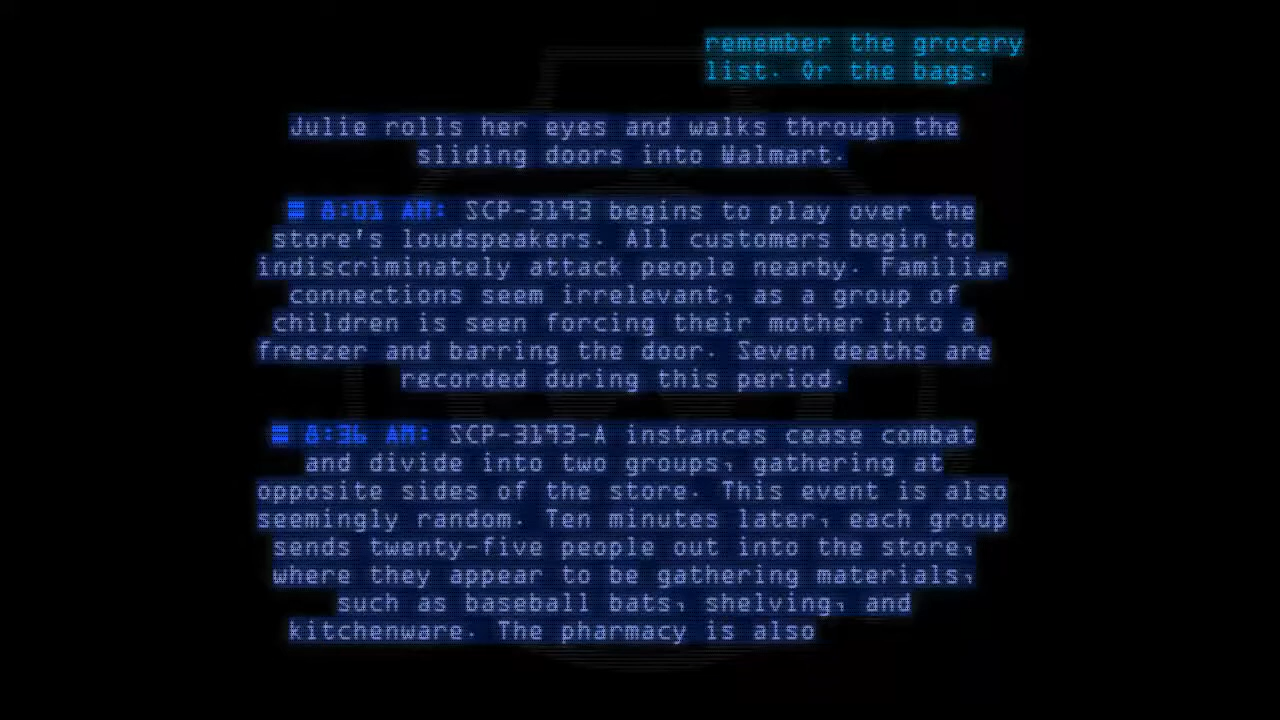 remember the grocery
list. Or the bags.
Julie rolls her eyes and walks through the
sliding doors into Walmart.
■ 8:01 AM: SCP-3193 begins to play over the
store's loudspeakers. All customers begin to
indiscriminately attack people nearby. Familiar
connections seem irrelevant, as a group of
children is seen forcing their mother into a
freezer and barring the door. Seven deaths are
recorded during this period.
■ 8:36 AM: SCP-3193-A instances cease combat
and divide into two groups, gathering at
opposite sides of the store. This event is also
seemingly random. Ten minutes later, each group
sends twenty-five people out into the store,
where they appear to be gathering materials,
such as baseball bats, shelving, and
kitchenware. The pharmacy is also